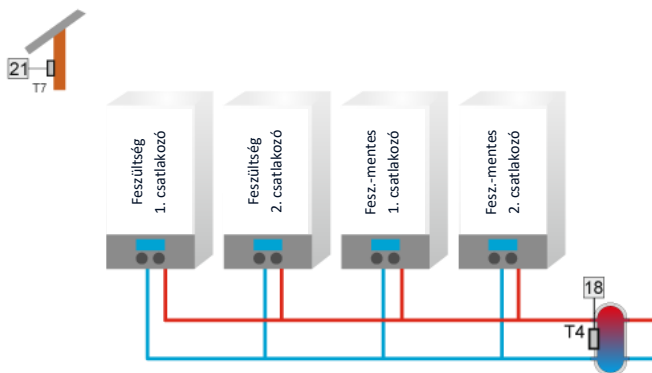 21
T7
Feszültség
1. csatlakozó
Feszültség
2. csatlakozó
Fesz.-mentes
1. csatlakozó
Fesz.-mentes
2. csatlakozó
18
T4